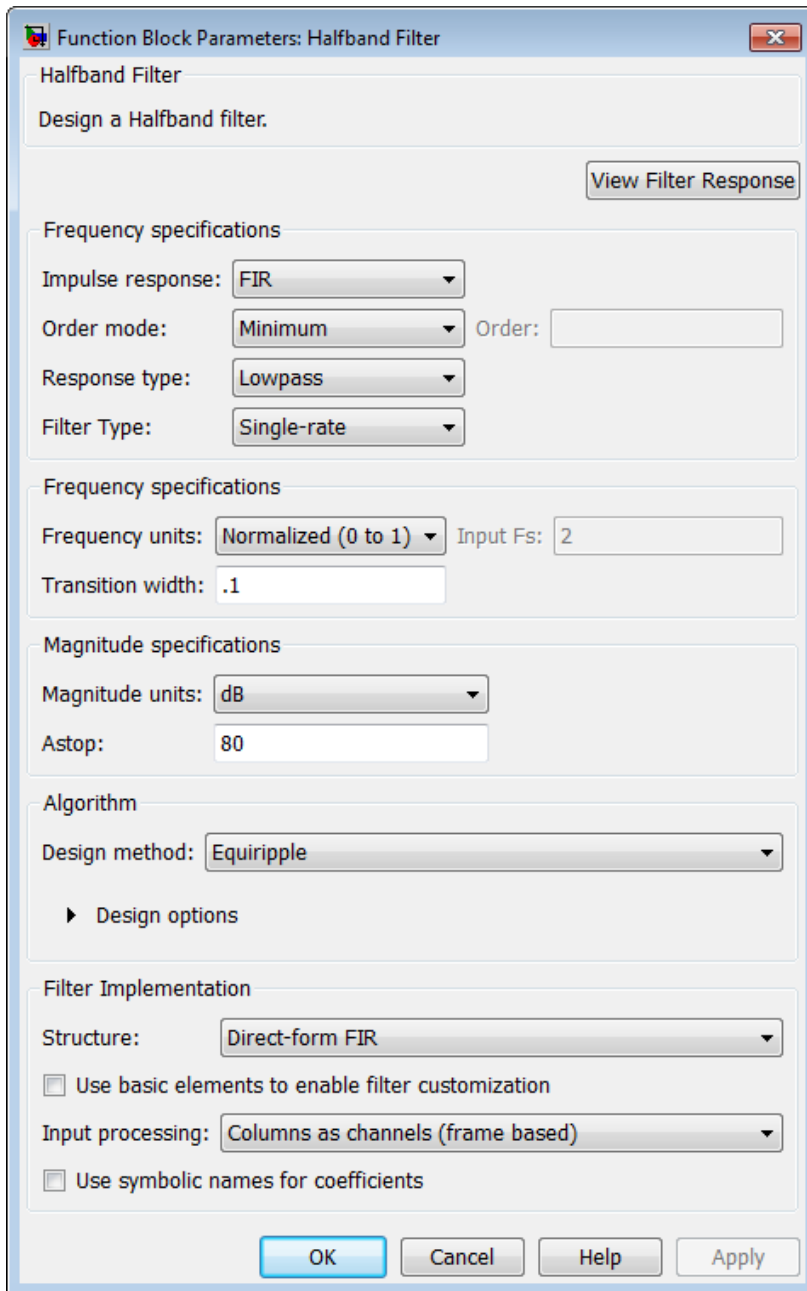 Function Block Parameters: Halfband Filter
Halfband Filter
Design a Halfband filter.
View Filter Response
Frequency specifications
Impulse response: FIR
Order mode: Minimum Order:
Response type: Lowpass
Filter Type: Single-rate
Frequency specifications
Frequency units: Normalized (0 to 1) Input Fs: 2
Transition width: .1
Magnitude specifications
Magnitude units: dB
Astop: 80
Algorithm
Design method: Equiripple
Design options
Filter Implementation
Structure: Direct-form FIR
Use basic elements to enable filter customization
Input processing: Columns as channels (frame based)
Use symbolic names for coefficients
OK Cancel Help Apply